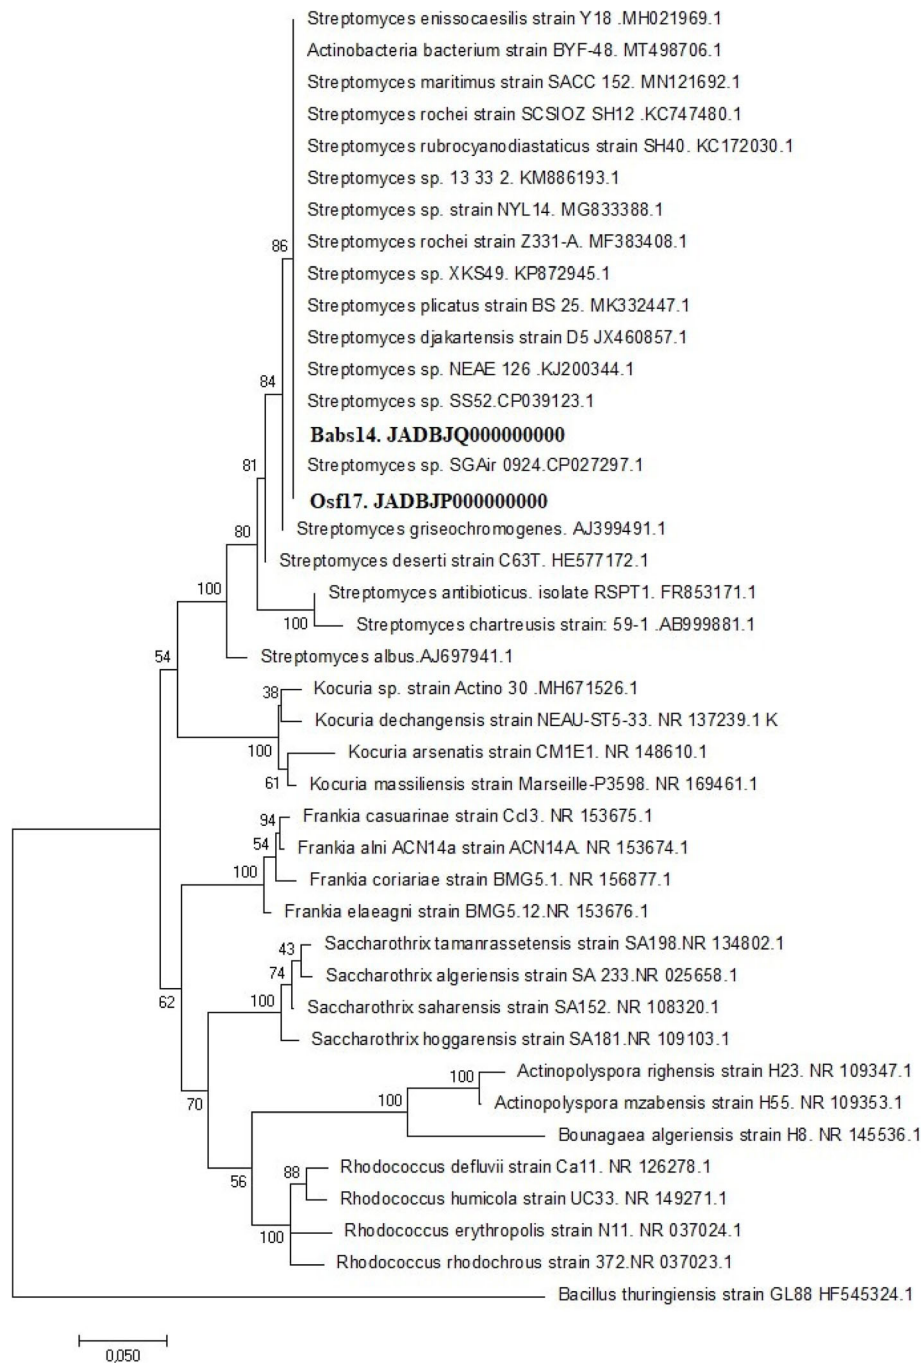 Streptomyces enissocaesilis strain Y18 .MH021969.1
Actinobacteria bacterium strain BYF-48. MT498706.1
Streptomyces maritimus strain SACC 152. MN121692.1
Streptomyces rochei strain SCSIOZ SH12 .KC747480.1
Streptomyces rubrocyanodiastaticus strain SH40. KC172030.1
Streptomyces sp. 13 33 2. KM886193.1
Streptomyces sp. strain NYL14. MG833388.1
86
Streptomyces rochei strain Z331-A. MF383408.1
Streptomyces sp. XKS49. KP872945.1
Streptomyces plicatus strain BS 25. MK332447.1
Streptomyces djakartensis strain D5 JX460857.1
Streptomyces sp. NEAE 126 .KJ200344.1
84
Streptomyces sp. SS52.CP039123.1
Babs14. JADBJQ000000000
81
Streptomyces sp. SGAir 0924.CP027297.1
Osf17. JADBJP000000000
80
Streptomyces griseochromogenes. AJ399491.1
Streptomyces deserti strain C63T. HE577172.1
100
Streptomyces antibioticus. isolate RSPT1. FR853171.1
100
Streptomyces chartreusis strain: 59-1 .AB999881.1
54
Streptomyces albus.AJ697941.1
38
Kocuria sp. strain Actino 30 .MH671526.1
Kocuria dechangensis strain NEAU-ST5-33. NR 137239.1 K
100
Kocuria arsenatis strain CM1E1. NR 148610.1
61
Kocuria massiliensis strain Marseille-P3598. NR 169461.1
94
Frankia casuarinae strain CcI3. NR 153675.1
54
Frankia alni ACN14a strain ACN14A. NR 153674.1
100
Frankia coriariae strain BMG5.1. NR 156877.1
Frankia elaeagni strain BMG5.12.NR 153676.1
43
Saccharothrix tamanrassetensis strain SA198.NR 134802.1
74
Saccharothrix algeriensis strain SA 233.NR 025658.1
62
100
Saccharothrix saharensis strain SA152. NR 108320.1
Saccharothrix hoggarensis strain SA181.NR 109103.1
100
Actinopolyspora righensis strain H23. NR 109347.1
70
100
Actinopolyspora mzabensis strain H55. NR 109353.1
Bounagaea algeriensis strain H8. NR 145536.1
88
Rhodococcus defluvii strain Ca11. NR 126278.1
56
Rhodococcus humicola strain UC33. NR 149271.1
100
Rhodococcus erythropolis strain N11. NR 037024.1
Rhodococcus rhodochrous strain 372.NR 037023.1
Bacillus thuringiensis strain GL88 HF545324.1
0,050